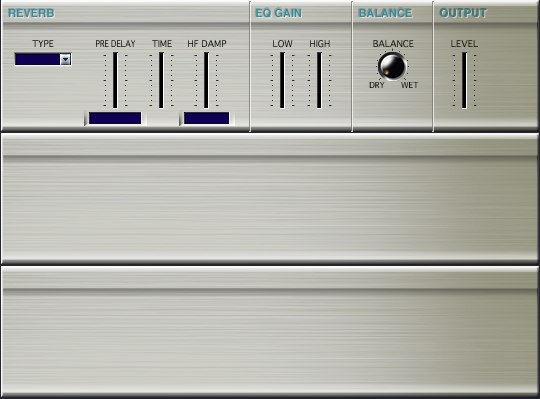 REVERB EQ GAIN BALANCE OUTPUT
TYPE PRE DELAY TIME HF DAMP LOW HIGH BALANCE LEVEL
DRY WET